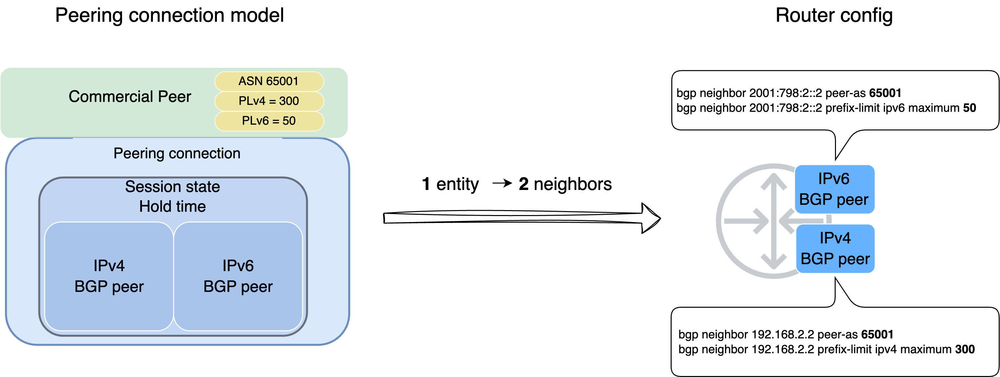 Peering connection model
Router config
Commercial Peer
ASN 65001
PLv4 = 300
PLv6 = 50
Peering connection
Session state
Hold time
IPv4
BGP peer
IPv6
BGP peer
1 entity → 2 neighbors
bgp neighbor 2001:798:2::2 peer-as 65001
bgp neighbor 2001:798:2::2 prefix-limit ipv6 maximum 50
IPv6
BGP peer
IPv4
BGP peer
bgp neighbor 192.168.2.2 peer-as 65001
bgp neighbor 192.168.2.2 prefix-limit ipv4 maximum 300